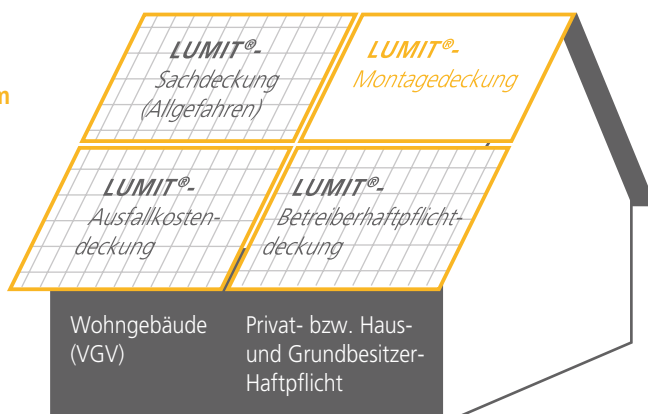 LUMIT®-
Sachdeckung
(Allgefahren)
LUMIT®-
Montagedeckung
m
LUMIT®-
Ausfallkosten-
deckung
LUMIT®-
Betreiberhaftpflicht-
deckung
Wohngebäude
(VGV)
Privat- bzw. Haus-
und Grundbesitzer-
Haftpflicht